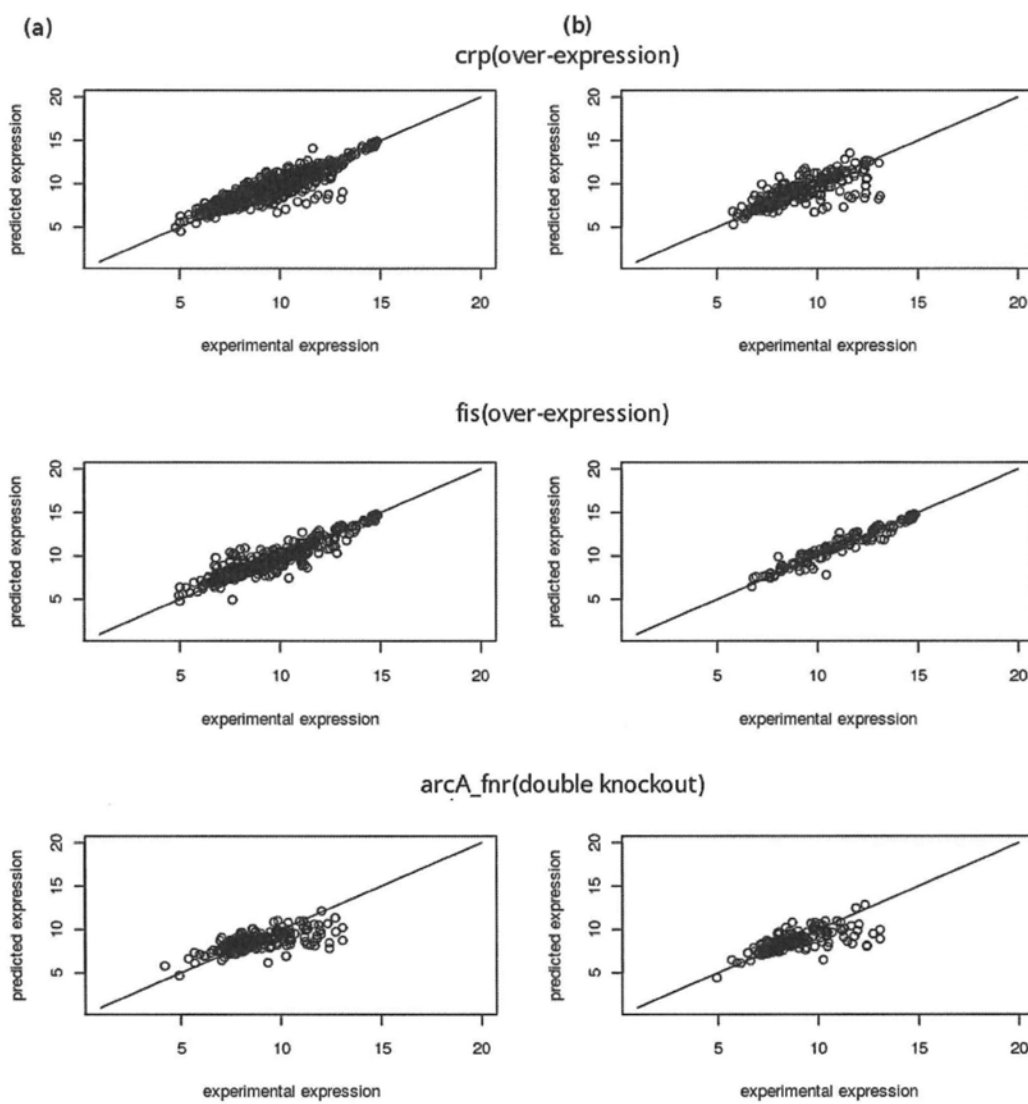 (a) (b)
crp(over-expression)
predicted expression
20
15
10
5
5 10 15 20
experimental expression
predicted expression
20
15
10
5
5 10 15 20
experimental expression
fis(over-expression)
predicted expression
20
15
10
5
5 10 15 20
experimental expression
predicted expression
20
15
10
5
5 10 15 20
experimental expression
arcA_fnr(double knockout)
predicted expression
20
15
10
5
5 10 15 20
experimental expression
predicted expression
20
15
10
5
5 10 15 20
experimental expression